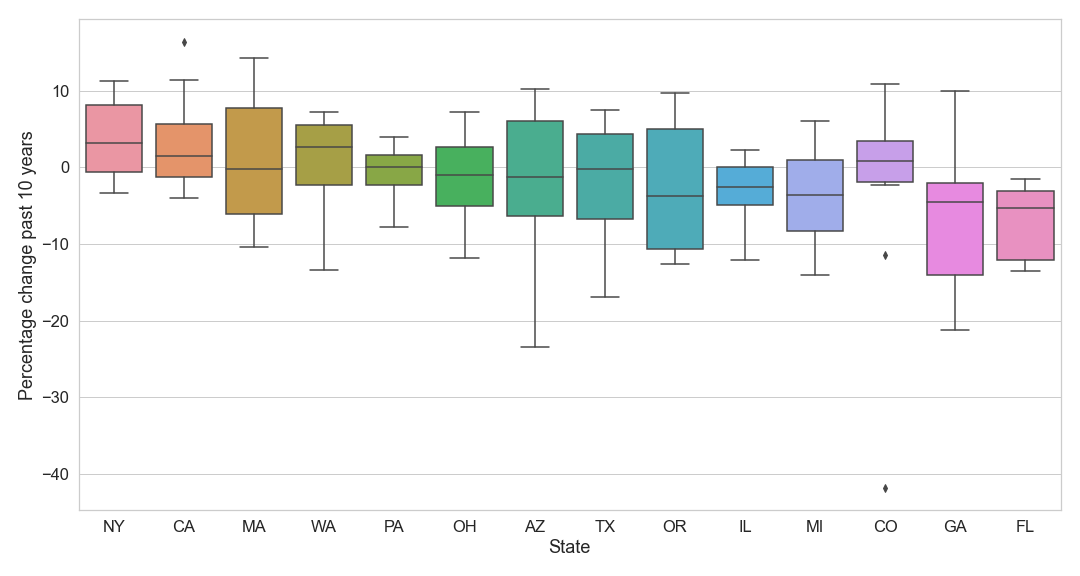 Percentage change past 10 years
10
0
−10
−20
−30
−40
NY CA MA WA PA OH AZ TX OR IL MI CO GA FL
State